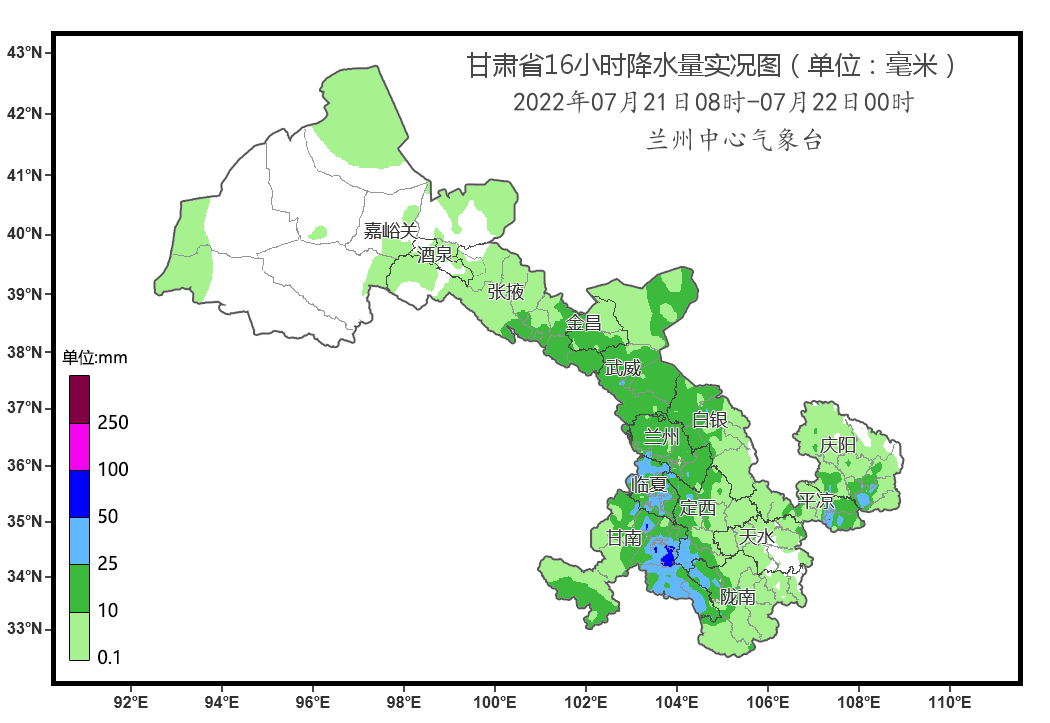 甘肃省16小时降水量实况图（单位：毫米）
2022年07月21日08时-07月22日00时
兰州中心气象台
43°N
42°N
41°N
40°N
39°N
38°N
37°N
36°N
35°N
34°N
33°N
嘉峪关
酒泉
张掖
金昌
武威
白银
兰州
庆阳
临夏
平凉
定西
甘南
天水
陇南
单位:mm
250
100
50
25
10
0.1
92°E
94°E
96°E
98°E
100°E
102°E
104°E
106°E
108°E
110°E